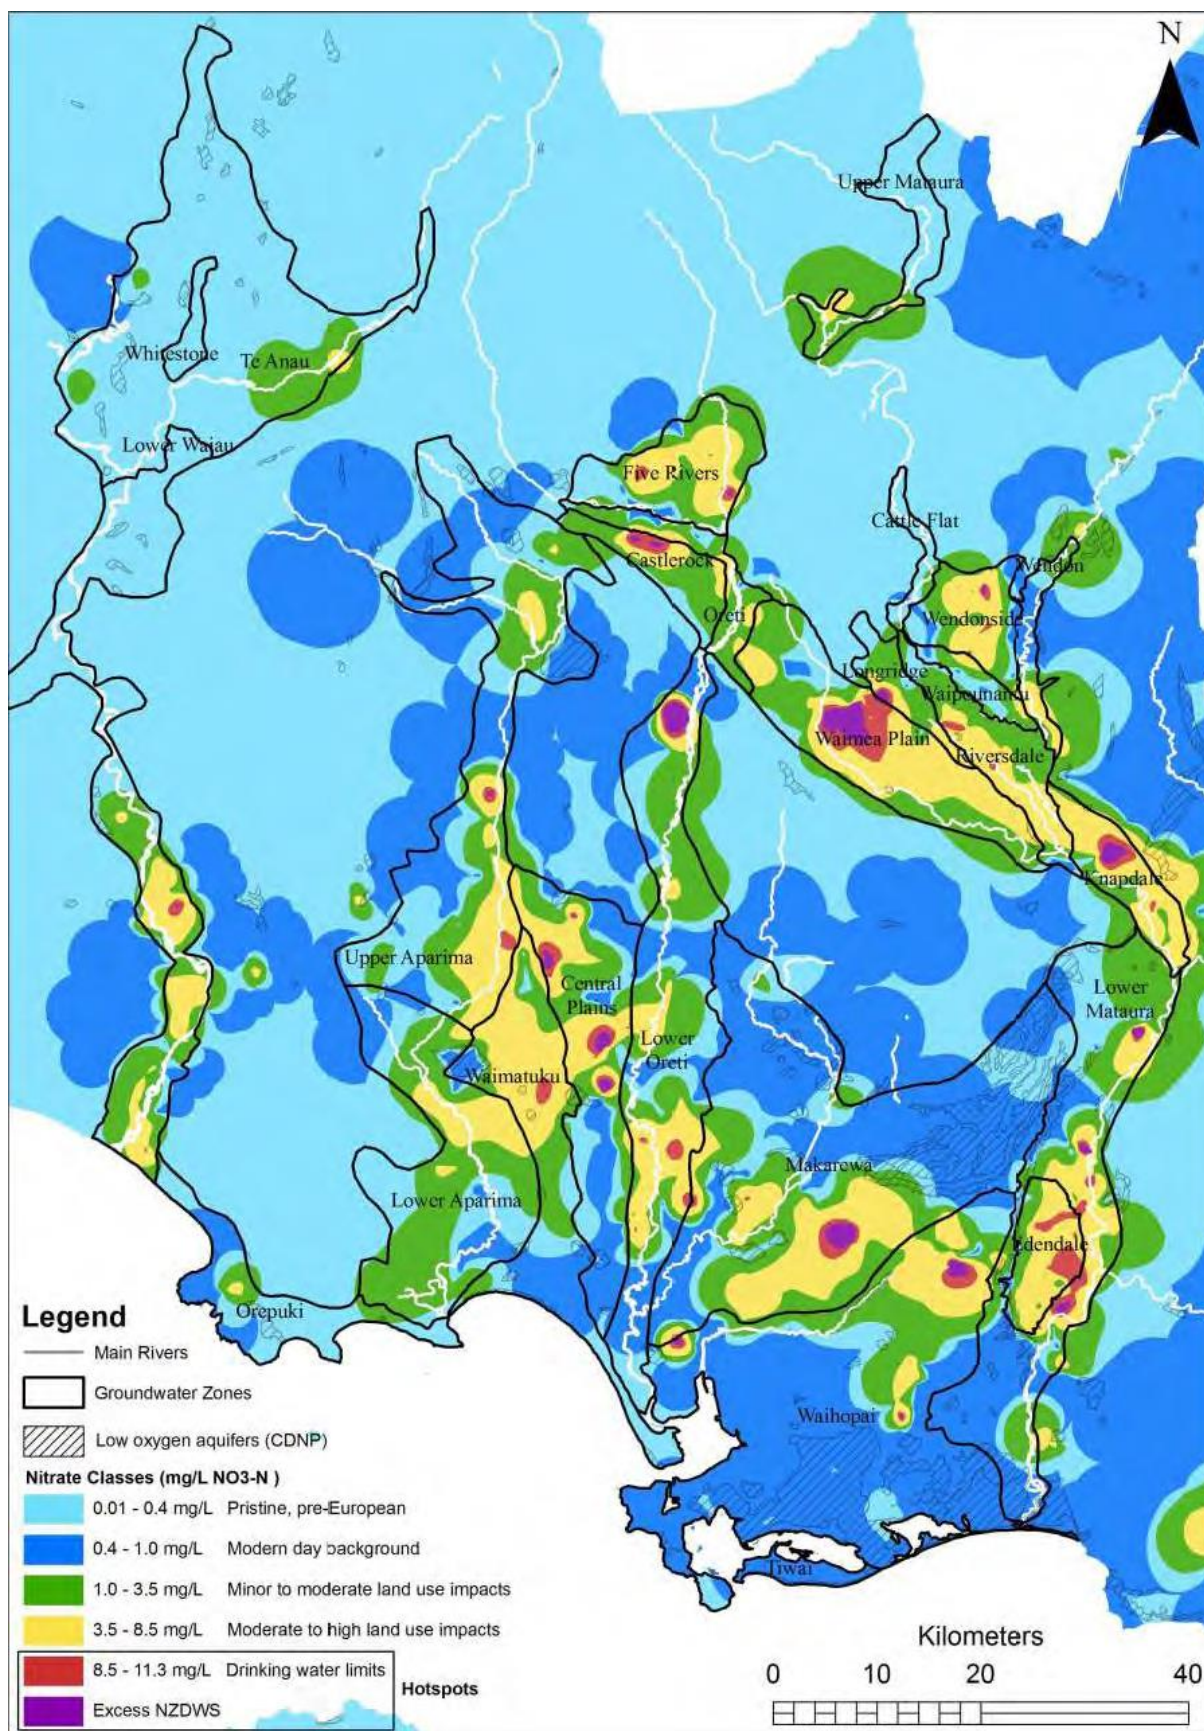 N
Upper Mataura
Whitestone
Te Anau
Lower Waiau
Five Rivers
Cattle Flat
Castlerock
Wendon
Oreti
Wendonside
Longridge
Waipounamu
Waimea Plain
Riversdale
Knapdale
Upper Aparima
Central
Plains
Lower
Mataura
Lower
Oreti
Waimatuku
Makarewa
Lower Aparima
Edendale
Orepuki
Waihopai
Tiwai
Legend
Main Rivers
Groundwater Zones
Low oxygen aquifers (CDNP)
Nitrate Classes (mg/L NO3-N )
0.01 - 0.4 mg/L Pristine, pre-European
0.4 - 1.0 mg/L Modern day background
1.0 - 3.5 mg/L Minor to moderate land use impacts
3.5 - 8.5 mg/L Moderate to high land use impacts
8.5 - 11.3 mg/L Drinking water limits
Hotspots
Excess NZDWS
Kilometers
0 10 20 40